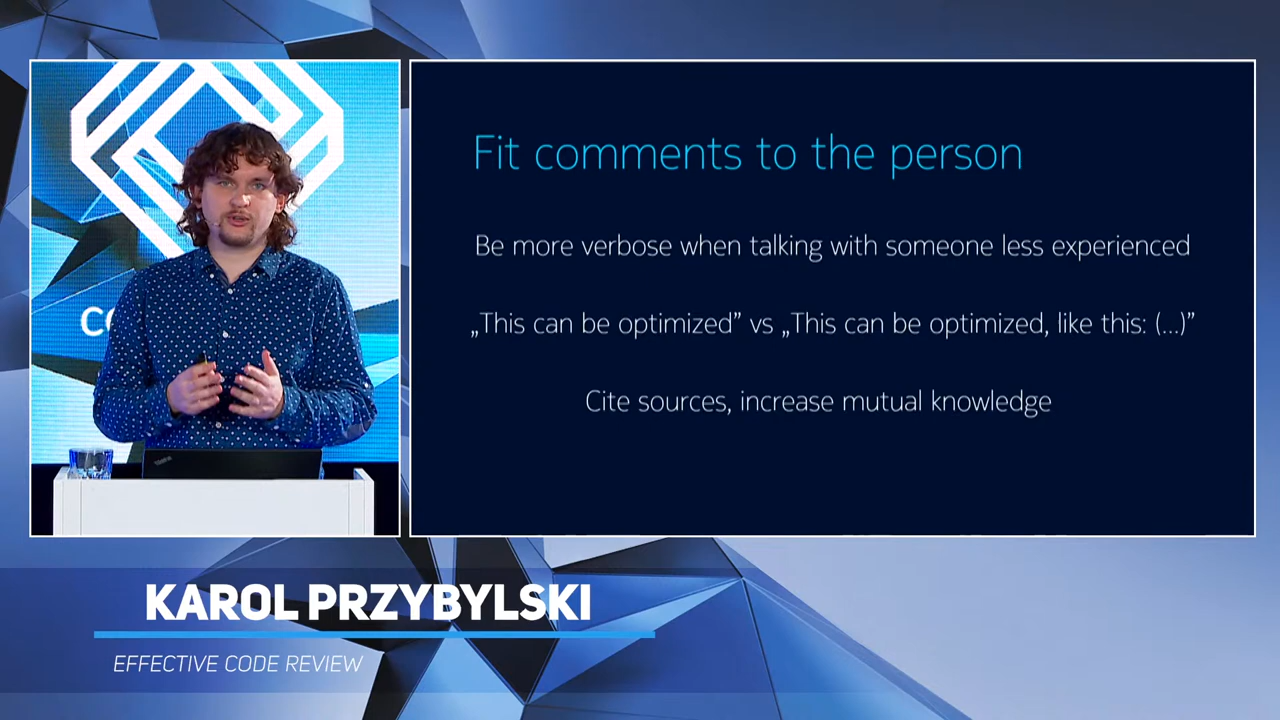 Fit comments to the person
Be more verbose when talking with someone less experienced
„This can be optimized” vs „This can be optimized, like this: (...)”
Cite sources, increase mutual knowledge
KAROL PRZYBYLSKI
EFFECTIVE CODE REVIEW